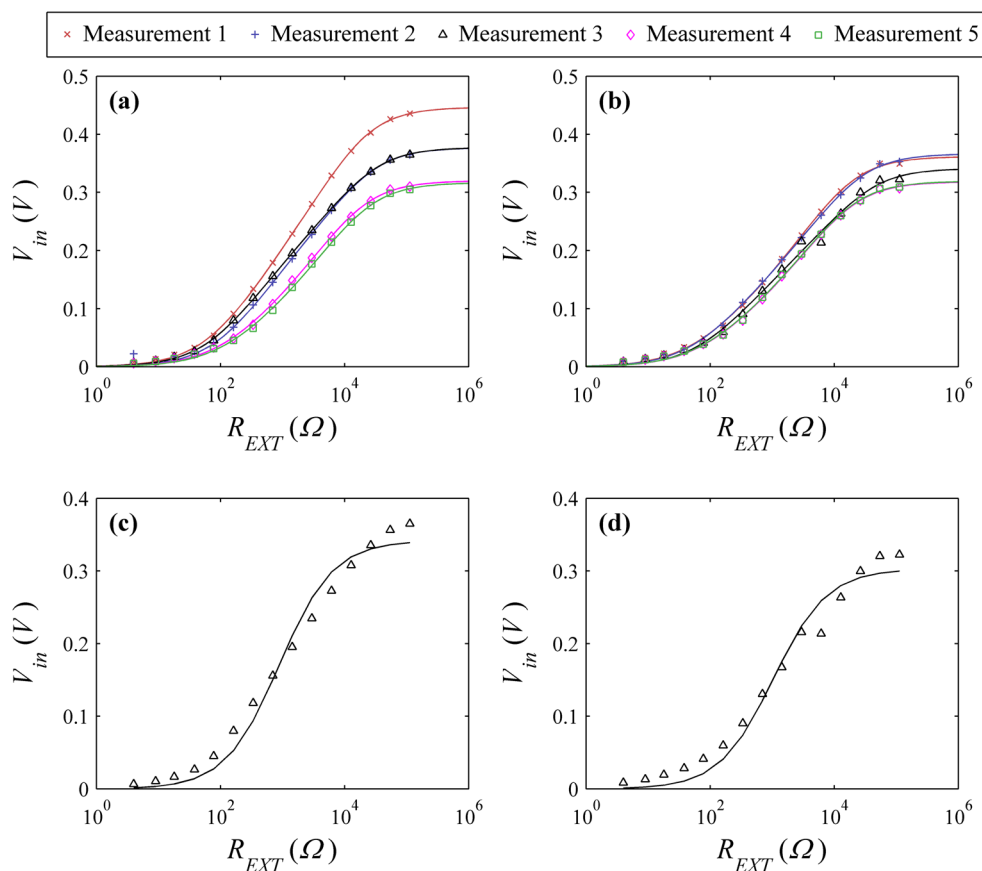 Measurement 1 Measurement 2 Measurement 3 Measurement 4 Measurement 5
(a)
0.5
0.4
0.3
0.2
0.1
0
V_in (V)
10^0 10^2 10^4 10^6
R_EXT (Ω)
(b)
0.5
0.4
0.3
0.2
0.1
0
V_in (V)
10^0 10^2 10^4 10^6
R_EXT (Ω)
(c)
0.4
0.3
0.2
0.1
0
V_in (V)
10^0 10^2 10^4 10^6
R_EXT (Ω)
(d)
0.4
0.3
0.2
0.1
0
V_in (V)
10^0 10^2 10^4 10^6
R_EXT (Ω)